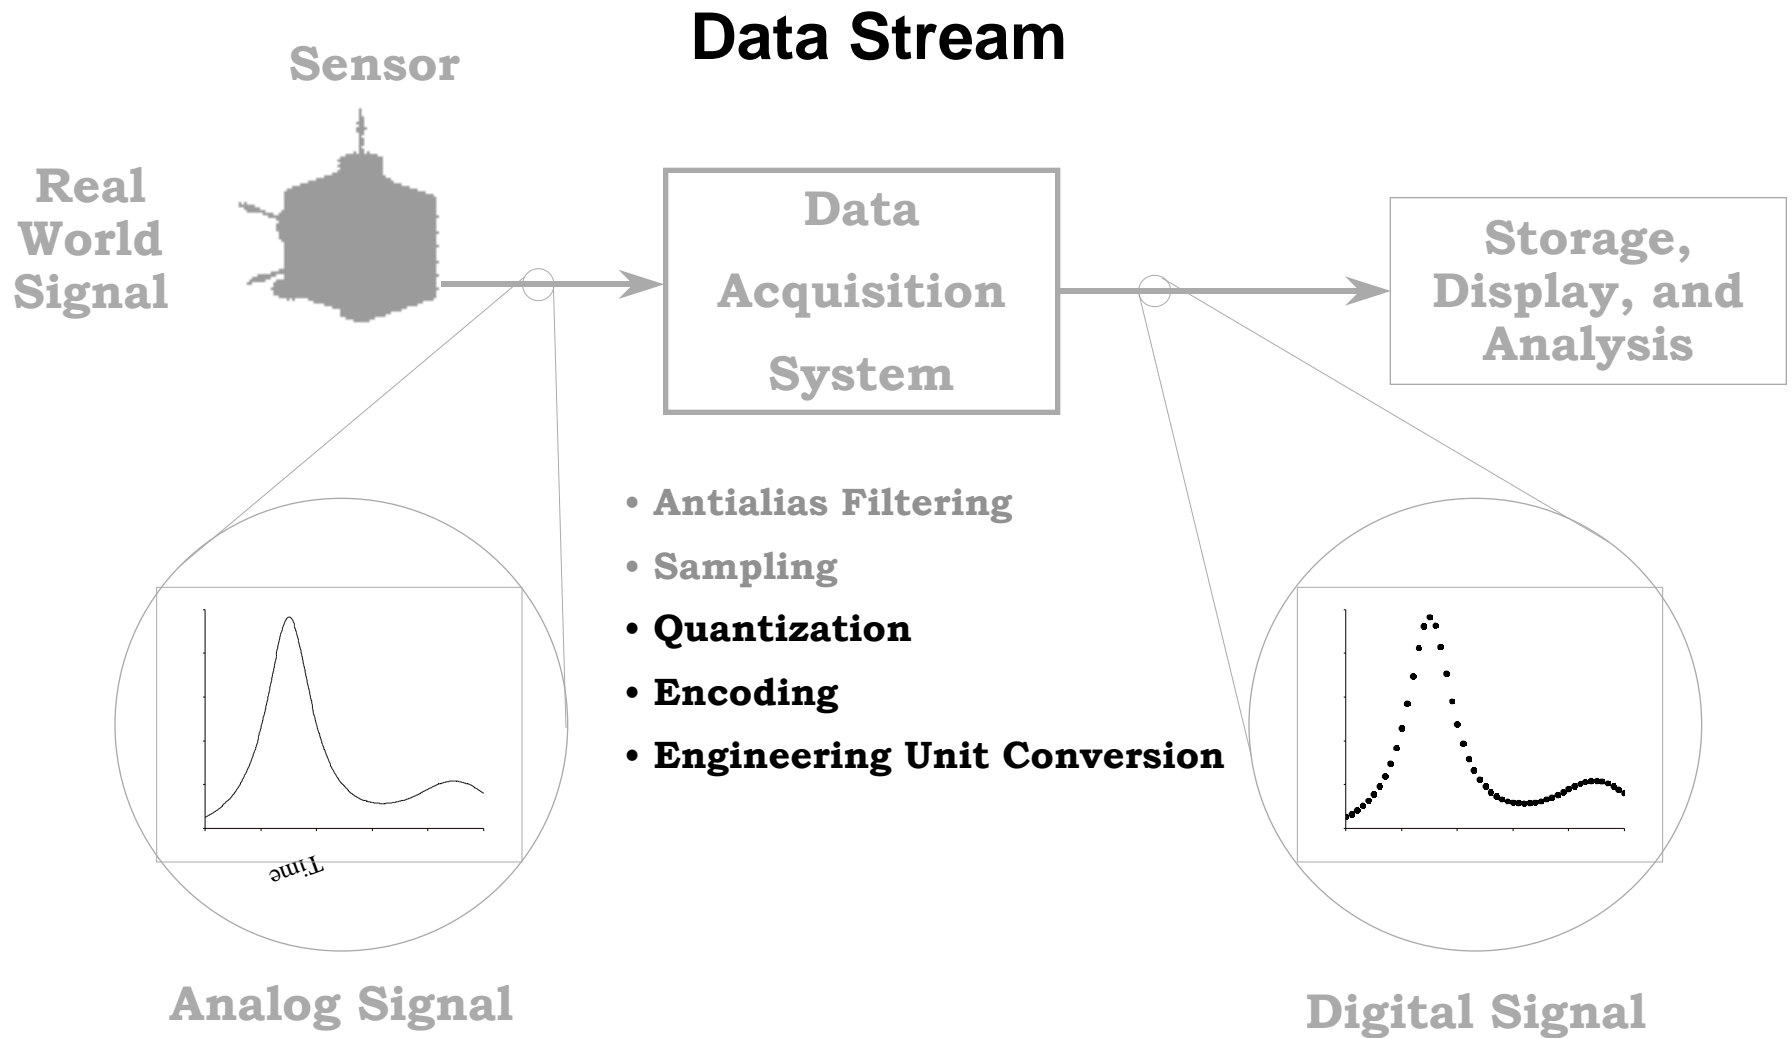 Data Stream
Sensor
Real
World
Signal
Data
Acquisition
System
Storage,
Display, and
Analysis
• Antialias Filtering
• Sampling
• Quantization
• Encoding
• Engineering Unit Conversion
Time
Analog Signal
Digital Signal